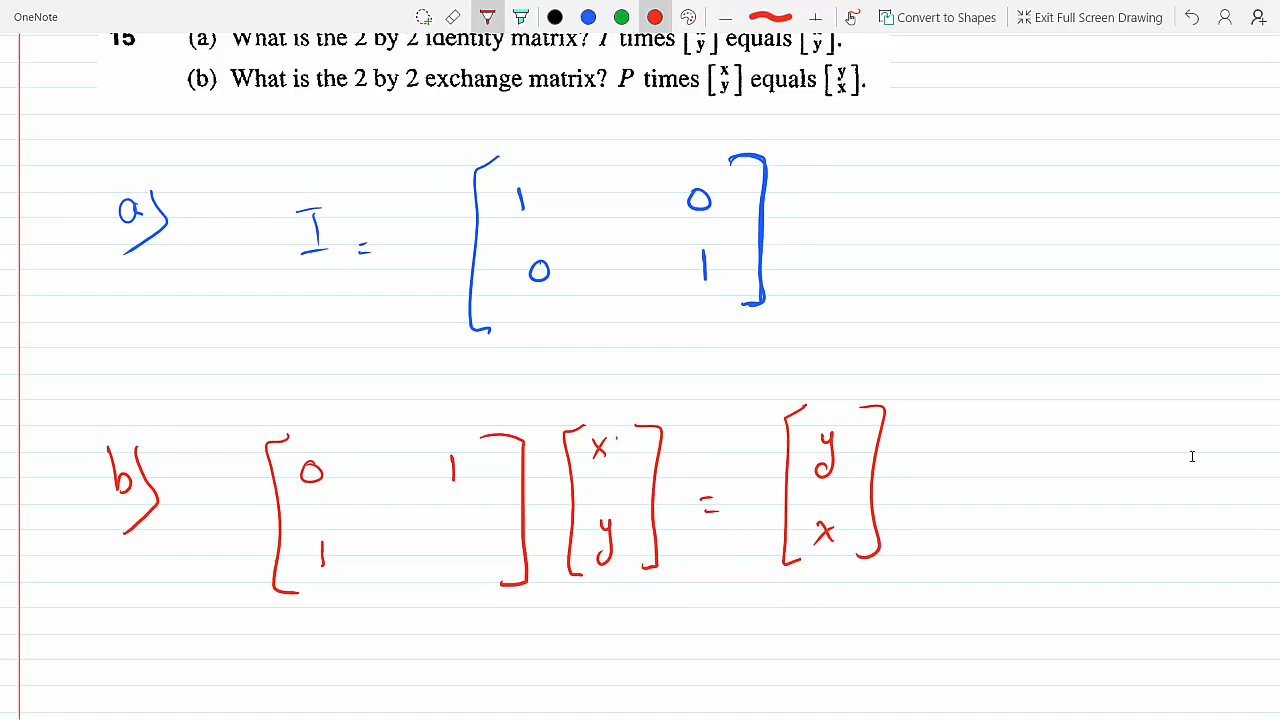 OneNote
Convert to Shapes Exit Full Screen Drawing
15 (a) What is the 2 by 2 identity matrix? I times [x y] equals [x y].
(b) What is the 2 by 2 exchange matrix? P times [x y] equals [y x].
a) I = [1 0
0 1]
b) [0 1 [x = [y
1 ] y] x]